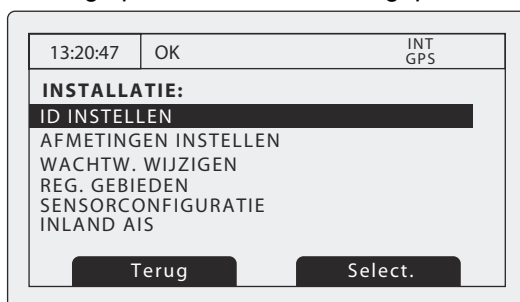 13:20:47 OK INT
GPS
INSTALLATIE:
ID INSTELLEN
AFMETINGEN INSTELLEN
WACHTW. WIJZIGEN
REG. GEBIEDEN
SENSORCONFIGURATIE
INLAND AIS
Terug Select.